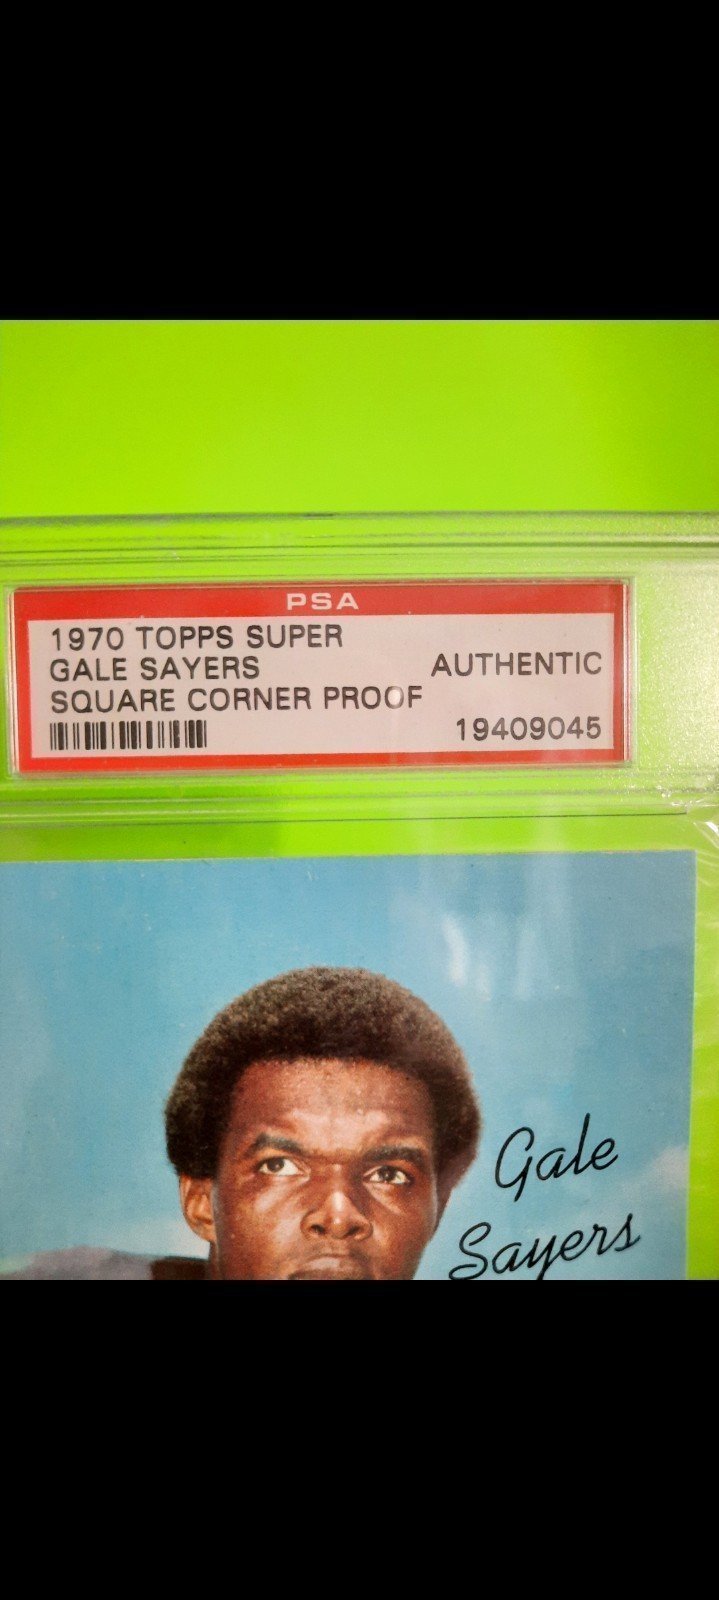 PSA
1970 TOPPS SUPER
GALE SAYERS
AUTHENTIC
SQUARE CORNER PROOF
19409045
Gale
Sayers